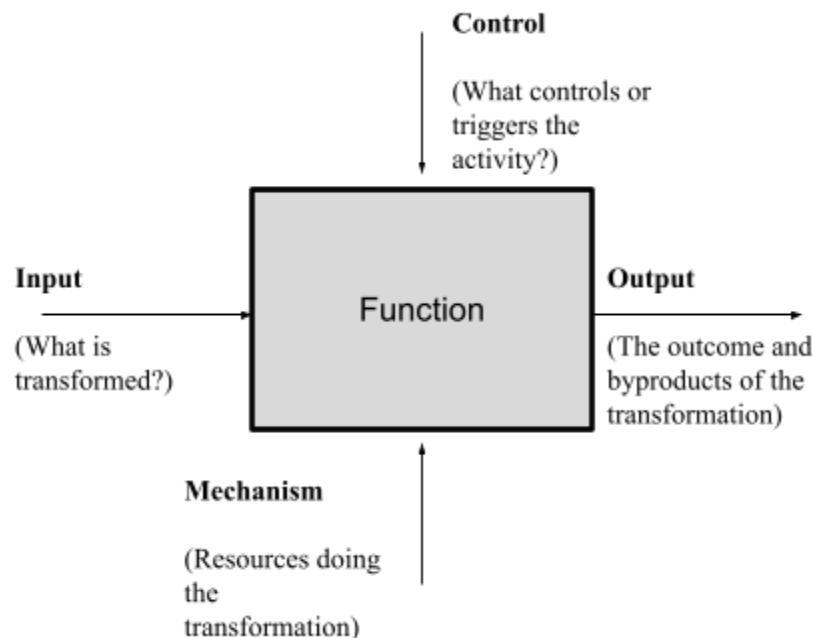 Control
(What controls or
triggers the
activity?)
Input
(What is
transformed?)
Function
Output
(The outcome and
byproducts of the
transformation)
Mechanism
(Resources doing
the
transformation)